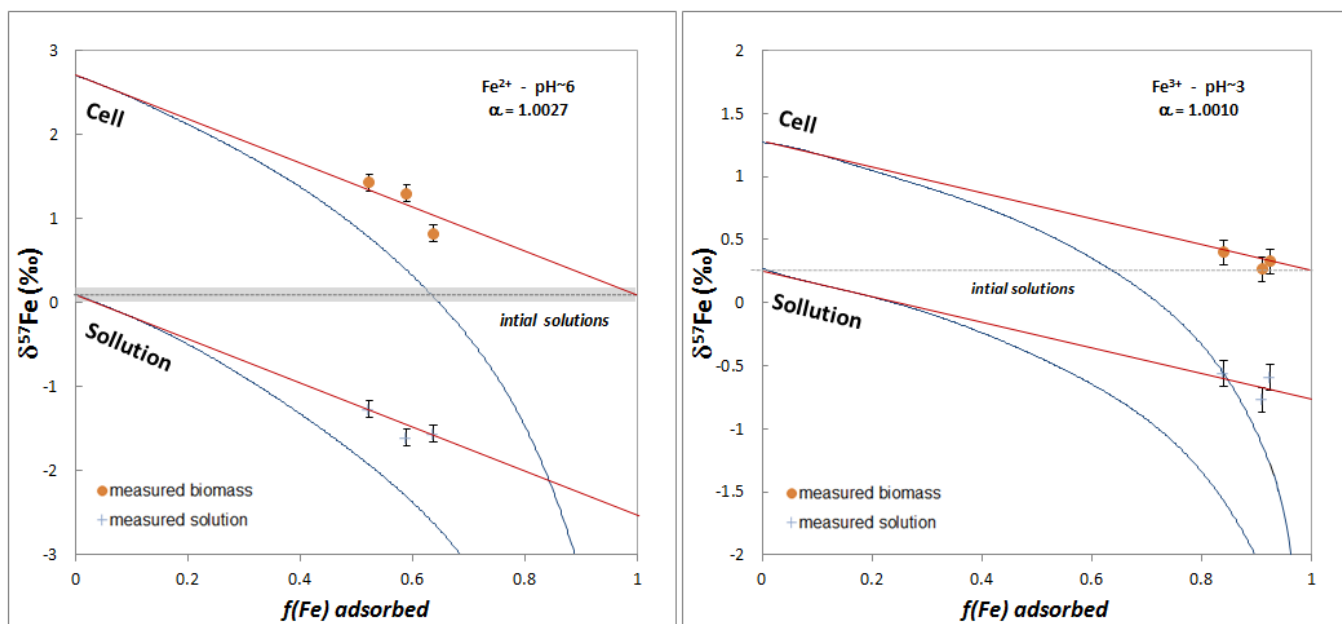 3
2
1
0
-1
-2
-3
δ⁵⁷Fe (‰)
Fe²⁺ - pH~6
α = 1.0027
Cell
Sollution
intial solutions
measured biomass
measured solution
0
0.2
0.4
0.6
0.8
1
f(Fe) adsorbed
2
1.5
1
0.5
0
-0.5
-1
-1.5
-2
δ⁵⁷Fe (‰)
Fe³⁺ - pH~3
α = 1.0010
Cell
Sollution
intial solutions
measured biomass
measured solution
0
0.2
0.4
0.6
0.8
1
f(Fe) adsorbed